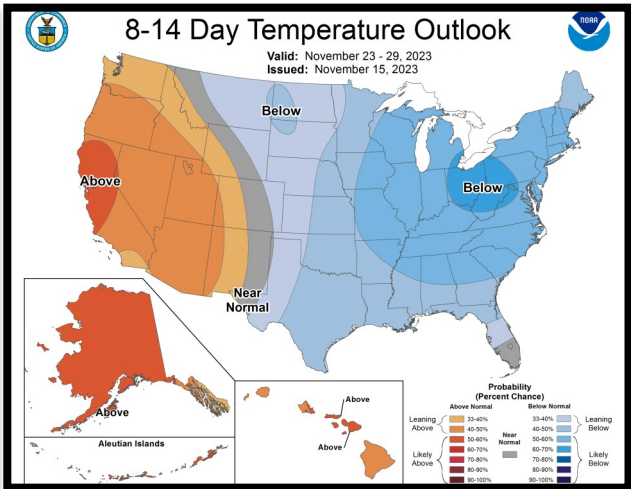 NOAA
8-14 Day Temperature Outlook
Valid: November 23 - 29, 2023
Issued: November 15, 2023
Below
Above
Below
Near
Normal
Above
Aleutian Islands
Above
Above
Probability
(Percent Chance)
Above Normal
Below Normal
Leaning
Above
33-40%
40-50%
Likely
Above
50-60%
60-70%
70-80%
80-90%
90-100%
Near
Normal
33-40%
40-50%
Leaning
Below
50-60%
60-70%
70-80%
80-90%
90-100%
Likely
Below